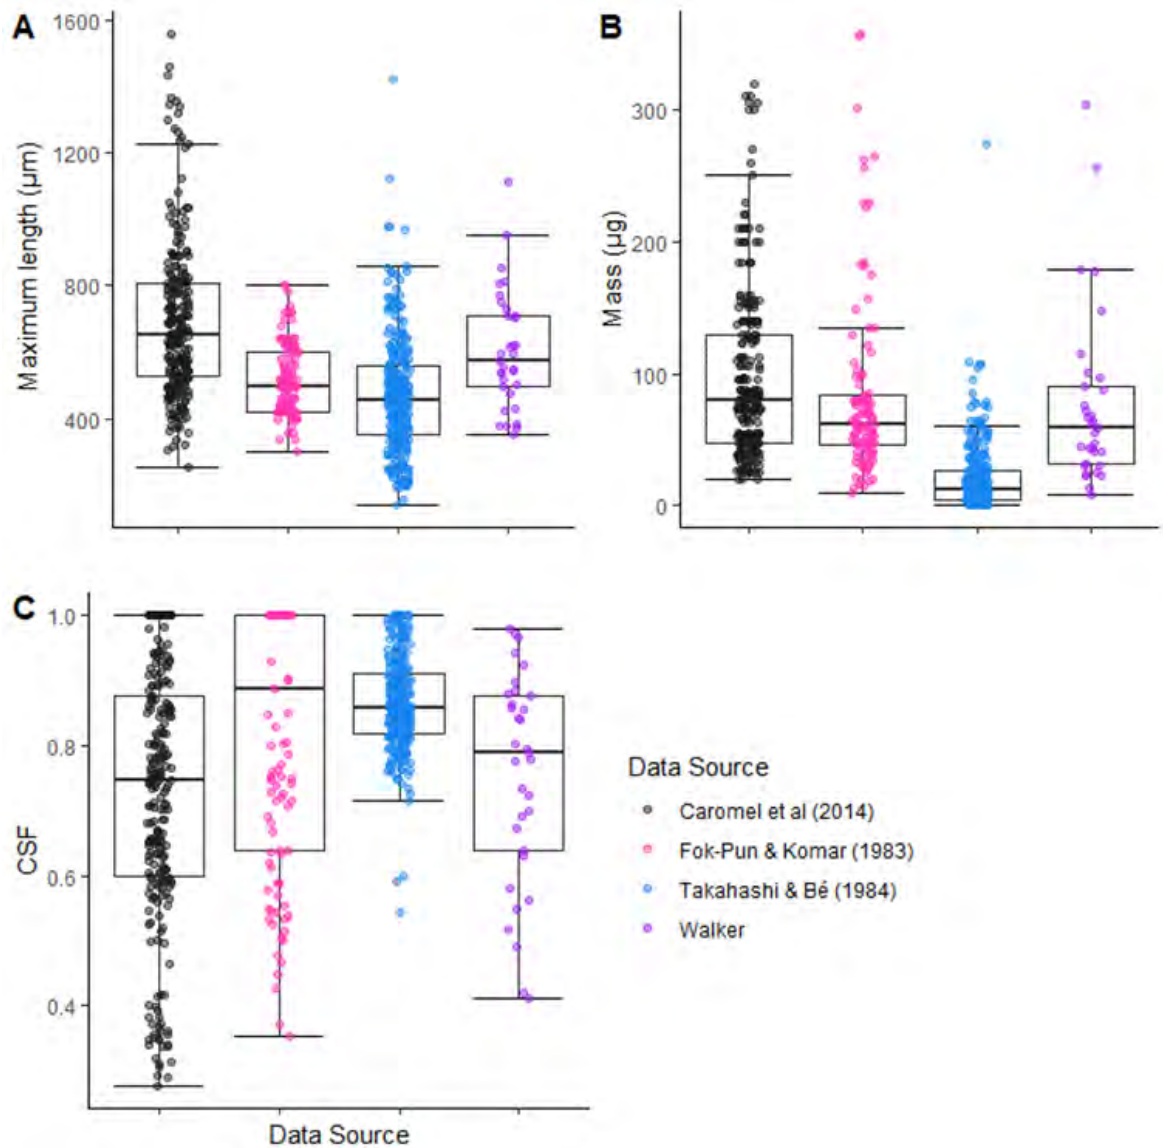 A
Maximum length (µm)
1600
1200
800
400
B
Mass (µg)
300
200
100
0
C
CSF
1.0
0.8
0.6
0.4
Data Source
Data Source
Caromel et al (2014)
Fok-Pun & Komar (1983)
Takahashi & Bé (1984)
Walker